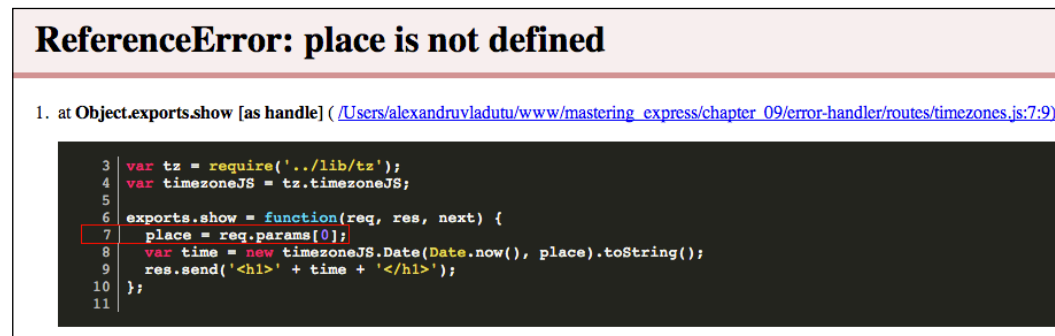 ReferenceError: place is not defined
1. at Object.exports.show [as handle] ( /Users/alexandruvladutu/www/mastering_express/chapter_09/error-handler/routes/timezones.js:7:9)
3 var tz = require('../lib/tz');
4 var timezoneJS = tz.timezoneJS;
5
6 exports.show = function(req, res, next) {
7   place = req.params[0];
8   var time = new timezoneJS.Date(Date.now(), place).toString();
9   res.send('<h1>' + time + '</h1>');
10 };
11